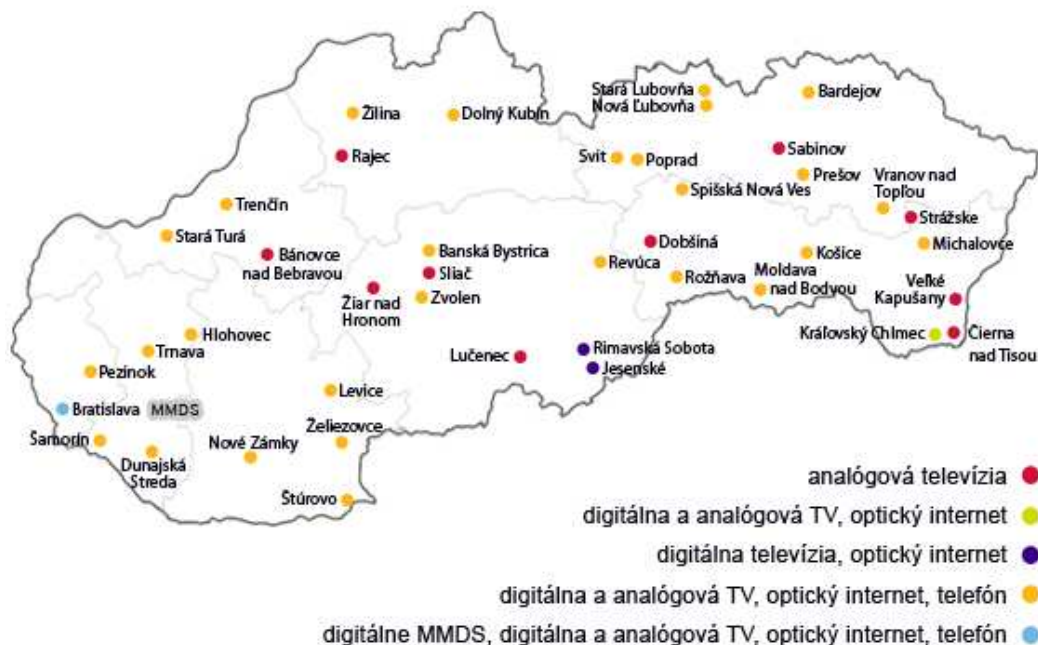 Stará Ľubovňa
Nová Ľubovňa
Bardejov
Žilina
Dolný Kubín
Rajec
Svit
Poprad
Sabinov
Prešov
Vranov nad
Topľou
Spišská Nová Ves
Trenčín
Strážske
Stará Turá
Michalovce
Bánovce
nad Bebravou
Banská Bystrica
Dobšiná
Košice
Sliač
Revúca
Rožňava
Moldava
nad Bodvou
Žiar nad
Hronom
Zvolen
Veľké
Kapušany
Hlohovec
Kráľovský Chlmec
Čierna
nad Tisou
Trnava
Lučenec
Rimavská Sobota
Jesenské
Pezinok
Levice
Bratislava MMDS
Šamorín
Dunajská
Streda
Nové Zámky
Želiezovce
Štúrovo
analógová televízia
digitálna a analógová TV, optický internet
digitálna televízia, optický internet
digitálna a analógová TV, optický internet, telefón
digitálne MMDS, digitálna a analógová TV, optický internet, telefón